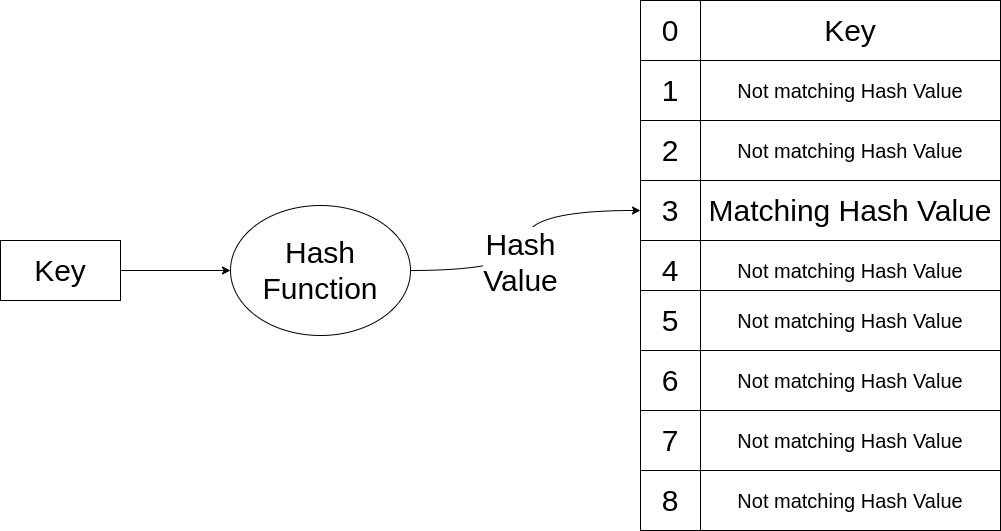 Key
Hash
Function
Hash
Value
0 Key
1 Not matching Hash Value
2 Not matching Hash Value
3 Matching Hash Value
4 Not matching Hash Value
5 Not matching Hash Value
6 Not matching Hash Value
7 Not matching Hash Value
8 Not matching Hash Value